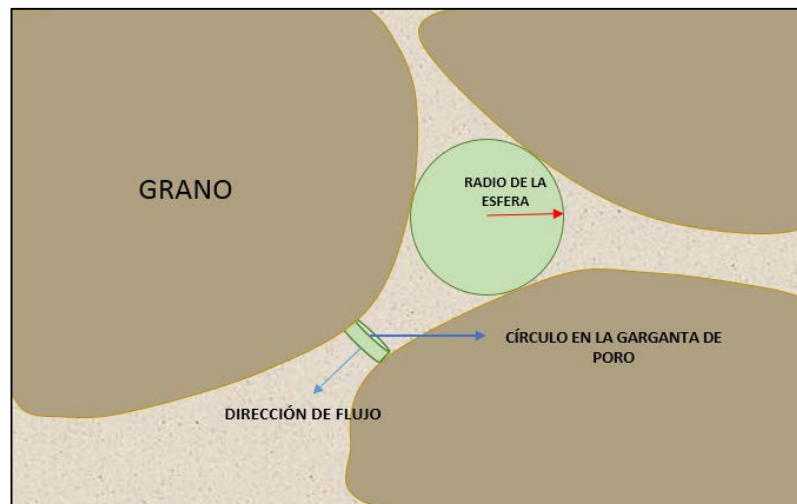 GRANO
RADIO DE LA
ESFERA
CÍRCULO EN LA GARGANTA DE
PORO
DIRECCIÓN DE FLUJO